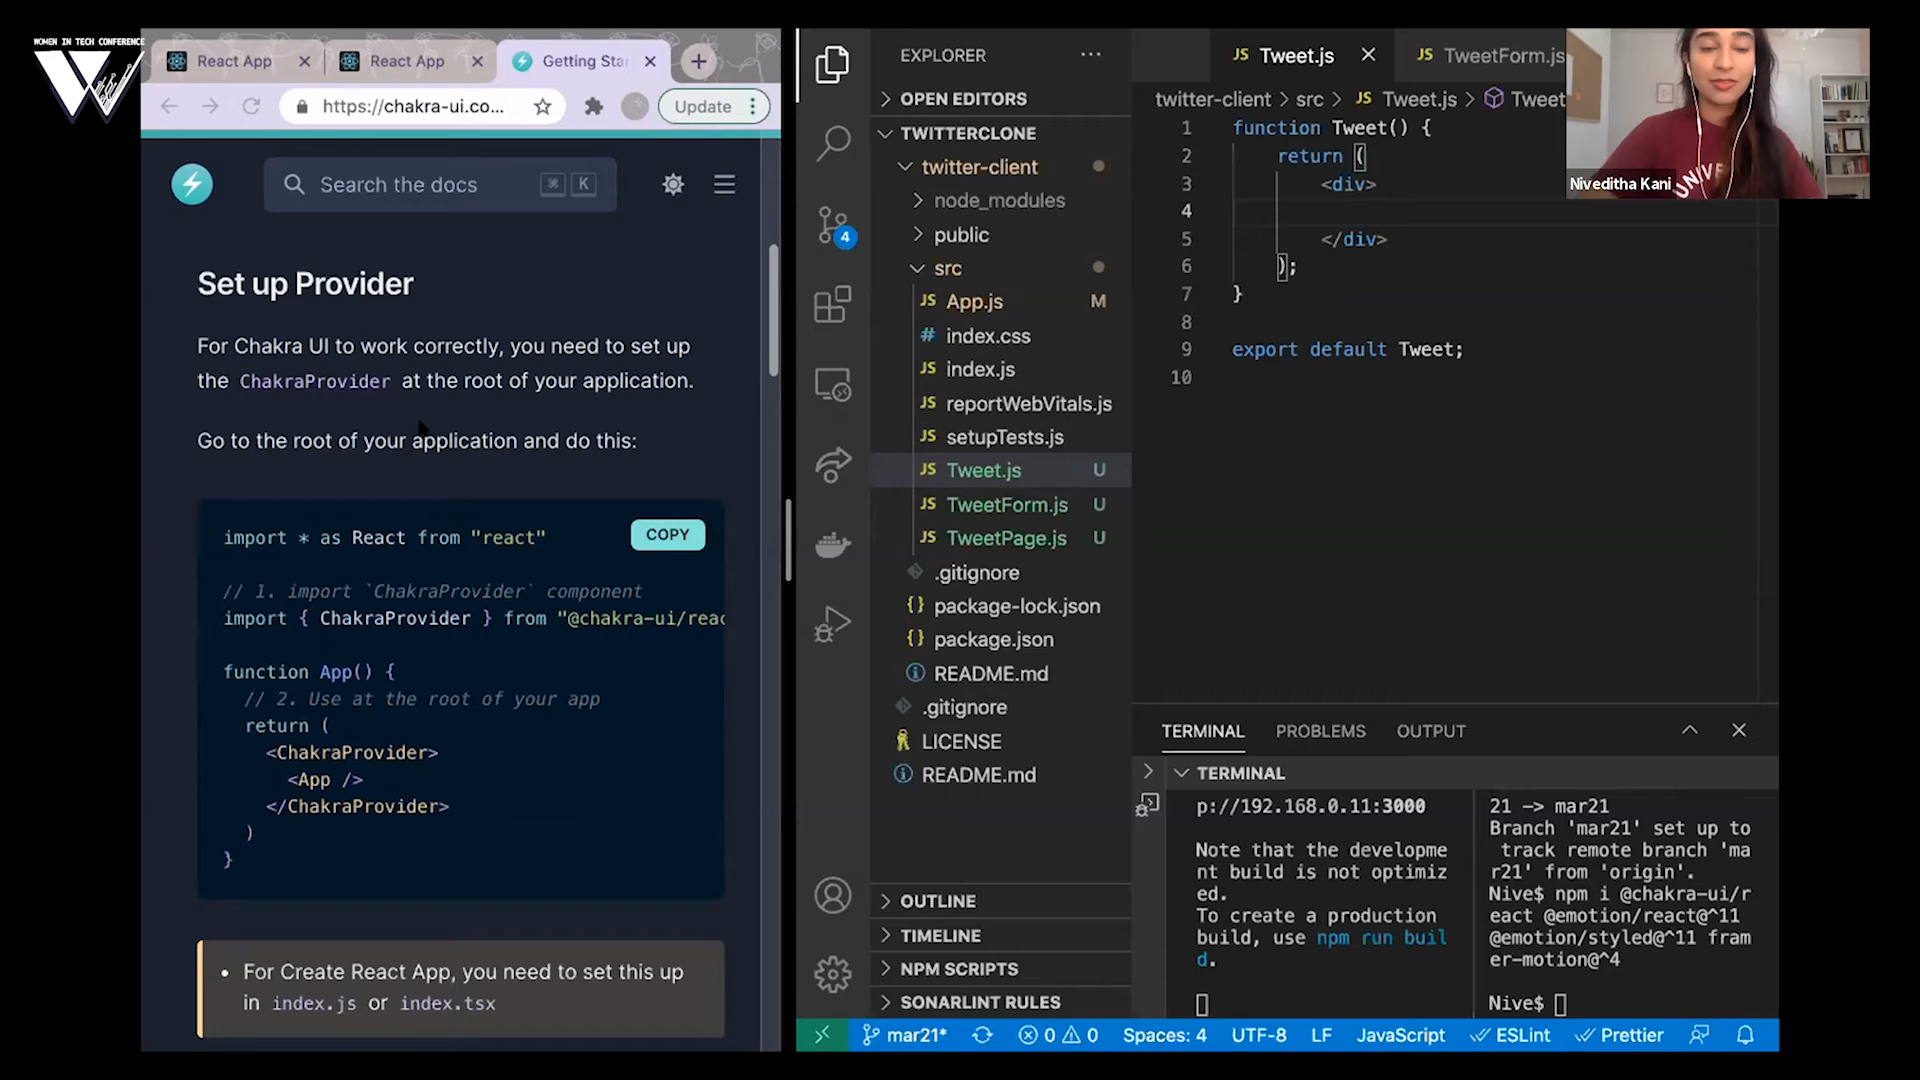 WOMEN IN TECH CONFERENCE
React App
React App
Getting Star
https://chakra-ui.co...
Update
Search the docs
⌘ K
Set up Provider
For Chakra UI to work correctly, you need to set up
the ChakraProvider at the root of your application.
Go to the root of your application and do this:
COPY
import * as React from "react"
// 1. import `ChakraProvider` component
import { ChakraProvider } from "@chakra-ui/reac
function App() {
// 2. Use at the root of your app
return (
<ChakraProvider>
<App />
</ChakraProvider>
)
}
• For Create React App, you need to set this up
in index.js or index.tsx
4
EXPLORER
OPEN EDITORS
TWITTERCLONE
twitter-client
node_modules
public
src
JS App.js M
# index.css
JS index.js
JS reportWebVitals.js
JS setupTests.js
JS Tweet.js U
JS TweetForm.js U
JS TweetPage.js U
.gitignore
{} package-lock.json
{} package.json
README.md
.gitignore
LICENSE
README.md
OUTLINE
TIMELINE
NPM SCRIPTS
SONARLINT RULES
JS Tweet.js
JS TweetForm.js
twitter-client > src > JS Tweet.js > Tweet
1 function Tweet() {
2 return (
3 <div>
4
5 </div>
6 );
7 }
8
9 export default Tweet;
10
UNIVE
Niveditha Kani
TERMINAL PROBLEMS OUTPUT
TERMINAL
p://192.168.0.11:3000
Note that the developme
nt build is not optimiz
ed.
To create a production
build, use npm run buil
d.
21 -> mar21
Branch 'mar21' set up to
track remote branch 'ma
r21' from 'origin'.
Nive$ npm i @chakra-ui/r
eact @emotion/react@^11
@emotion/styled@^11 fram
er-motion@^4
Nive$
mar21* 0 0 Spaces: 4 UTF-8 LF JavaScript ESLint Prettier